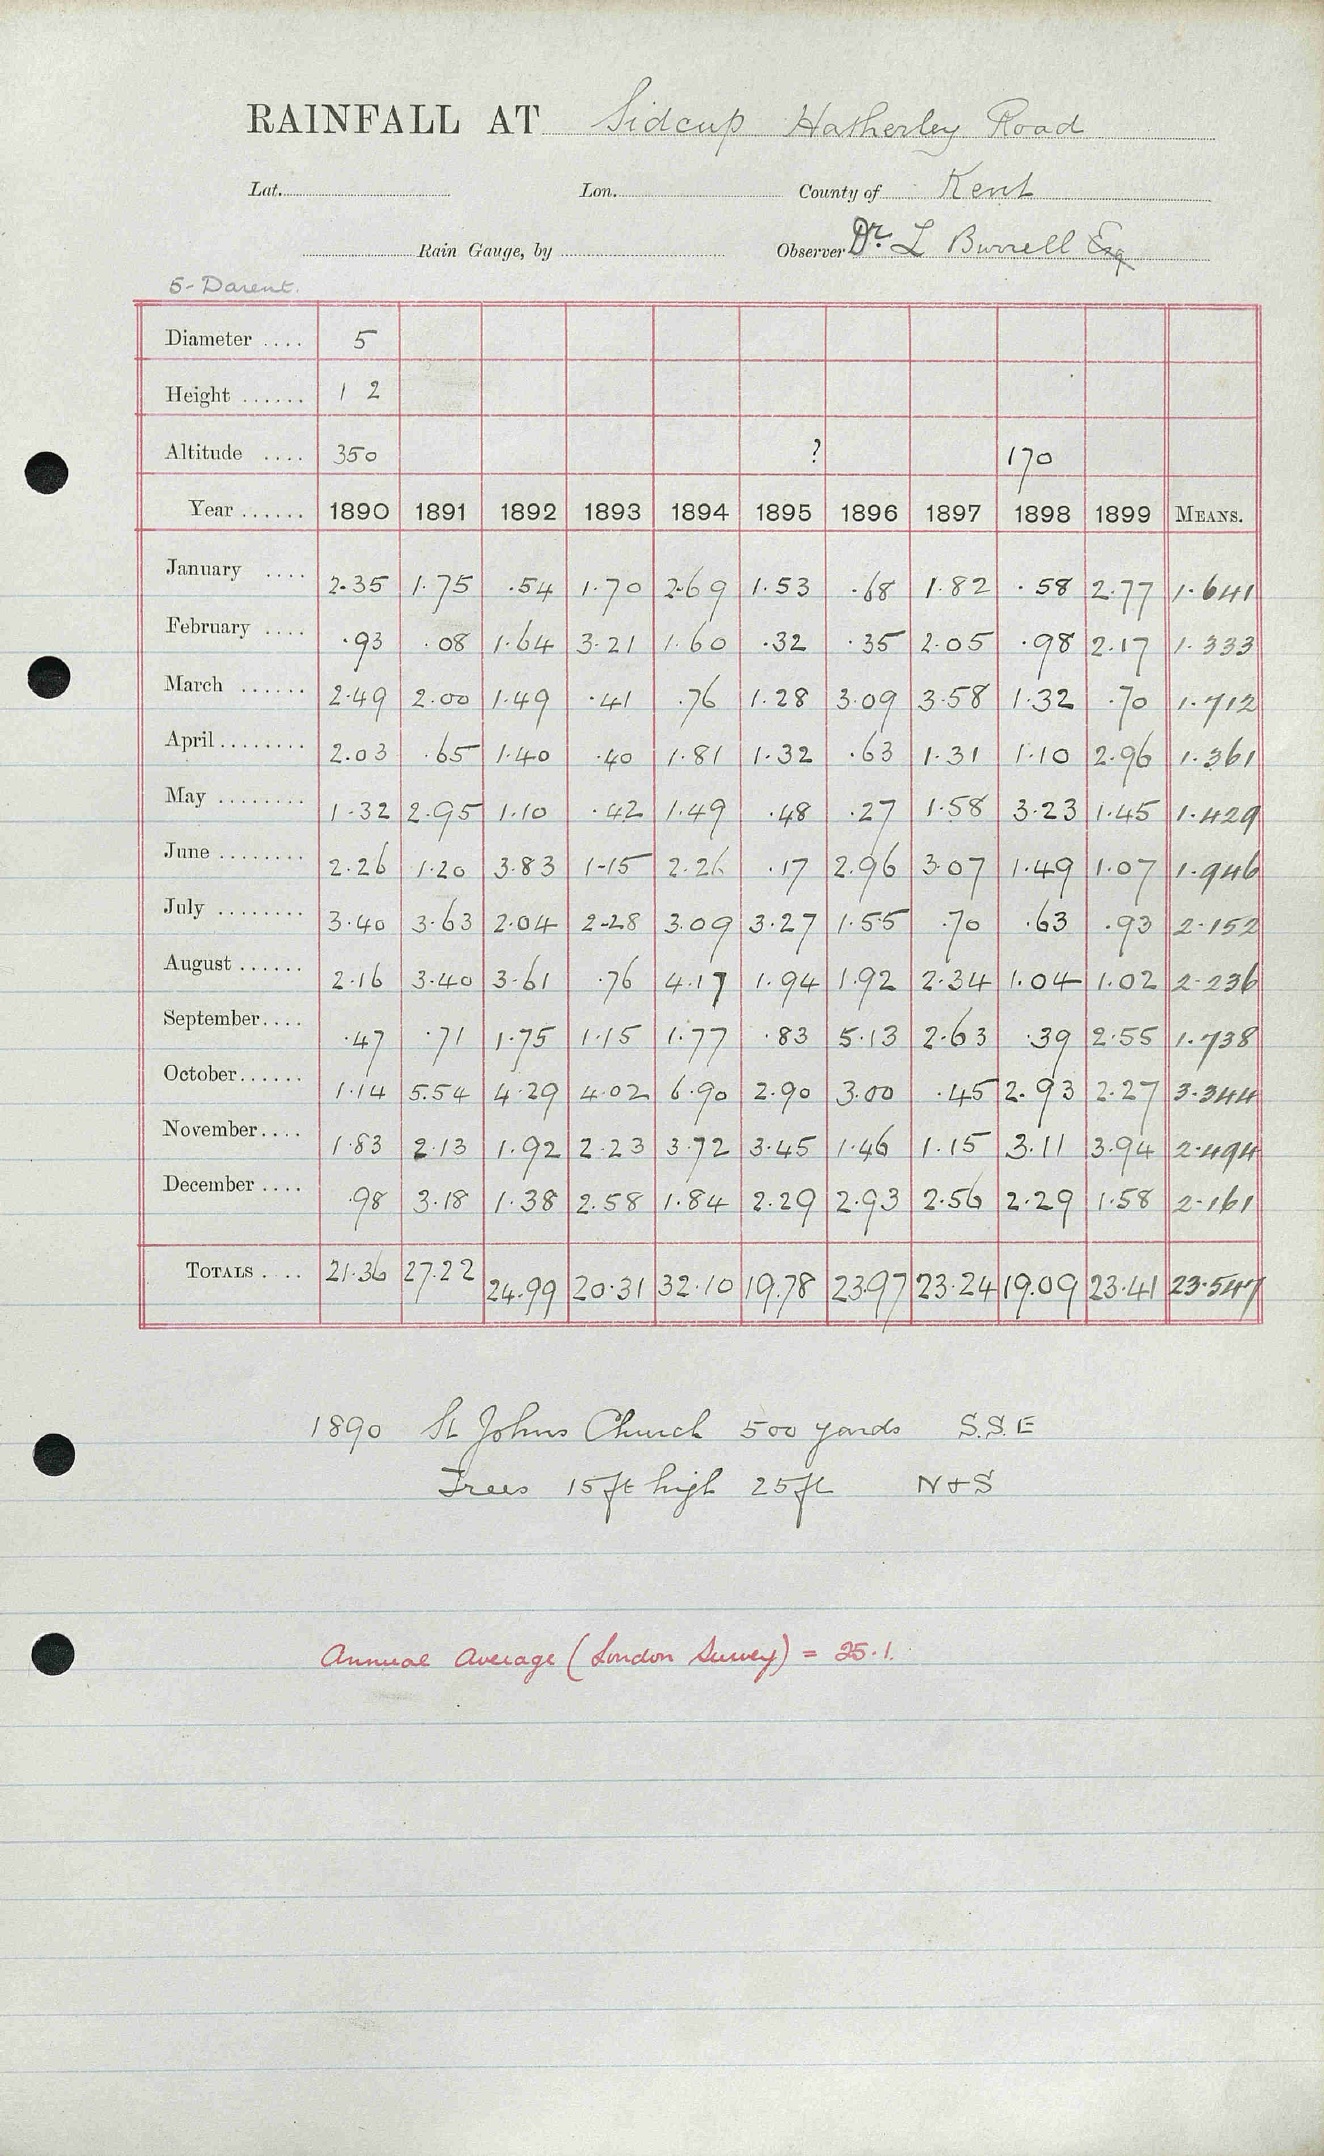 RAINFALL AT Sidcup Hatherley Road
Lat. Lon. County of Kent
Rain Gauge, by Observer Dr. L Burrell Esq
5-Darent.
Diameter .... 5
Height ...... 1 2
Altitude .... 350 ? 170
Year ...... 1890 1891 1892 1893 1894 1895 1896 1897 1898 1899 MEANS.
January .... 2.35 1.75 .54 1.70 2.69 1.53 .68 1.82 .58 2.77 1.641
February .... .93 .08 1.64 3.21 1.60 .32 .35 2.05 .98 2.17 1.333
March ...... 2.49 2.00 1.49 .41 .76 1.28 3.09 3.58 1.32 .70 1.712
April ........ 2.03 .65 1.40 .40 1.81 1.32 .63 1.31 1.10 2.96 1.361
May ........ 1.32 2.95 1.10 .42 1.49 .48 .27 1.58 3.23 1.45 1.429
June ........ 2.26 1.20 3.83 1.15 2.26 .17 2.96 3.07 1.49 1.07 1.946
July ........ 3.40 3.63 2.04 2.28 3.09 3.27 1.55 .70 .63 .93 2.152
August ...... 2.16 3.40 3.61 .76 4.17 1.94 1.92 2.34 1.04 1.02 2.236
September.... .47 .71 1.75 1.15 1.77 .83 5.13 2.63 .39 2.55 1.738
October...... 1.14 5.54 4.29 4.02 6.90 2.90 3.00 .45 2.93 2.27 3.344
November.... 1.83 2.13 1.92 2.23 3.72 3.45 1.46 1.15 3.11 3.94 2.494
December .... .98 3.18 1.38 2.58 1.84 2.29 2.93 2.56 2.29 1.58 2.161
TOTALS .... 21.36 27.22 24.99 20.31 32.10 19.78 23.97 23.24 19.09 23.41 23.547
1890 St Johns Church 500 yards S.S.E
Trees 15ft high 25ft N+S
Annual Average (London Survey) = 25.1.